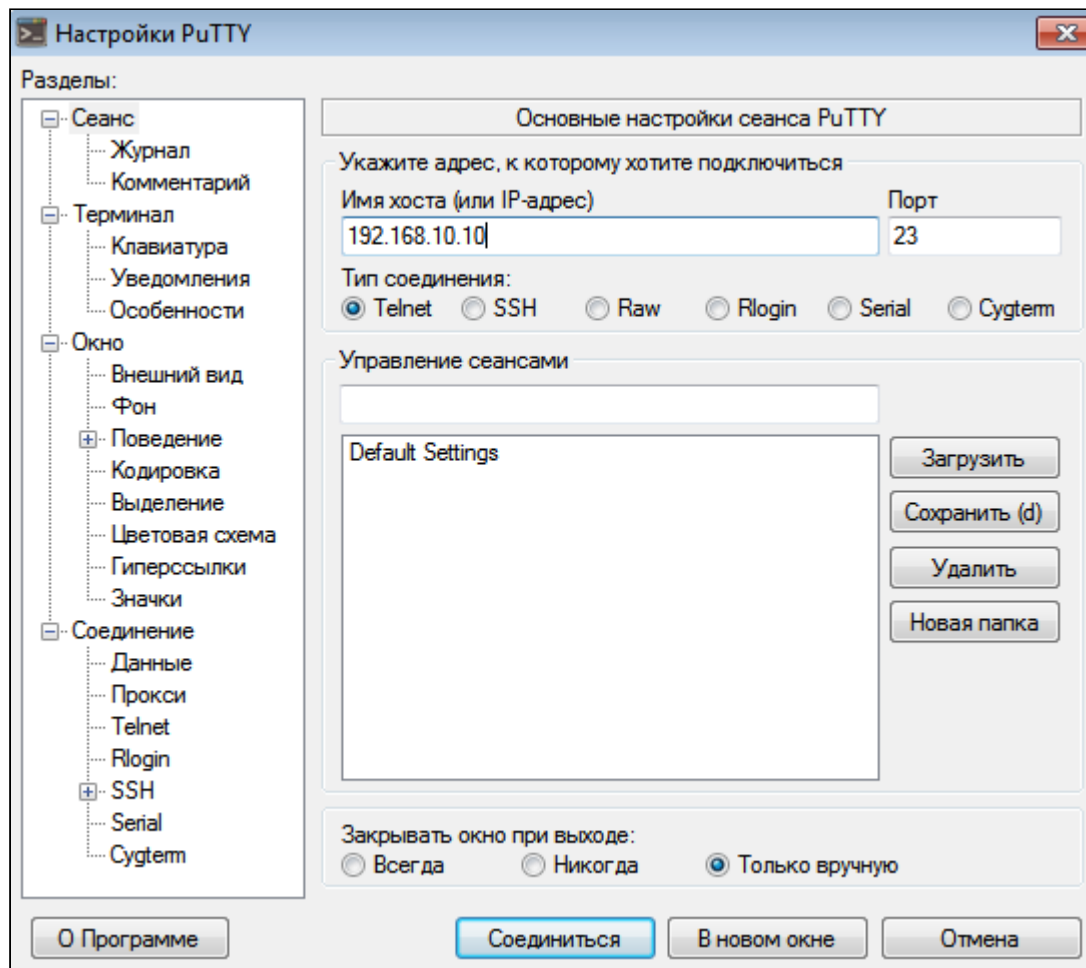 Настройки PuTTY
Разделы:
Сеанс
Журнал
Комментарий
Терминал
Клавиатура
Уведомления
Особенности
Окно
Внешний вид
Фон
Поведение
Кодировка
Выделение
Цветовая схема
Гиперссылки
Значки
Соединение
Данные
Прокси
Telnet
Rlogin
SSH
Serial
Cygterm
Основные настройки сеанса PuTTY
Укажите адрес, к которому хотите подключиться
Имя хоста (или IP-адрес) Порт
192.168.10.10 23
Тип соединения:
Telnet SSH Raw Rlogin Serial Cygterm
Управление сеансами
Default Settings
Загрузить
Сохранить (d)
Удалить
Новая папка
Закрывать окно при выходе:
Всегда Никогда Только вручную
О Программе Соединиться В новом окне Отмена